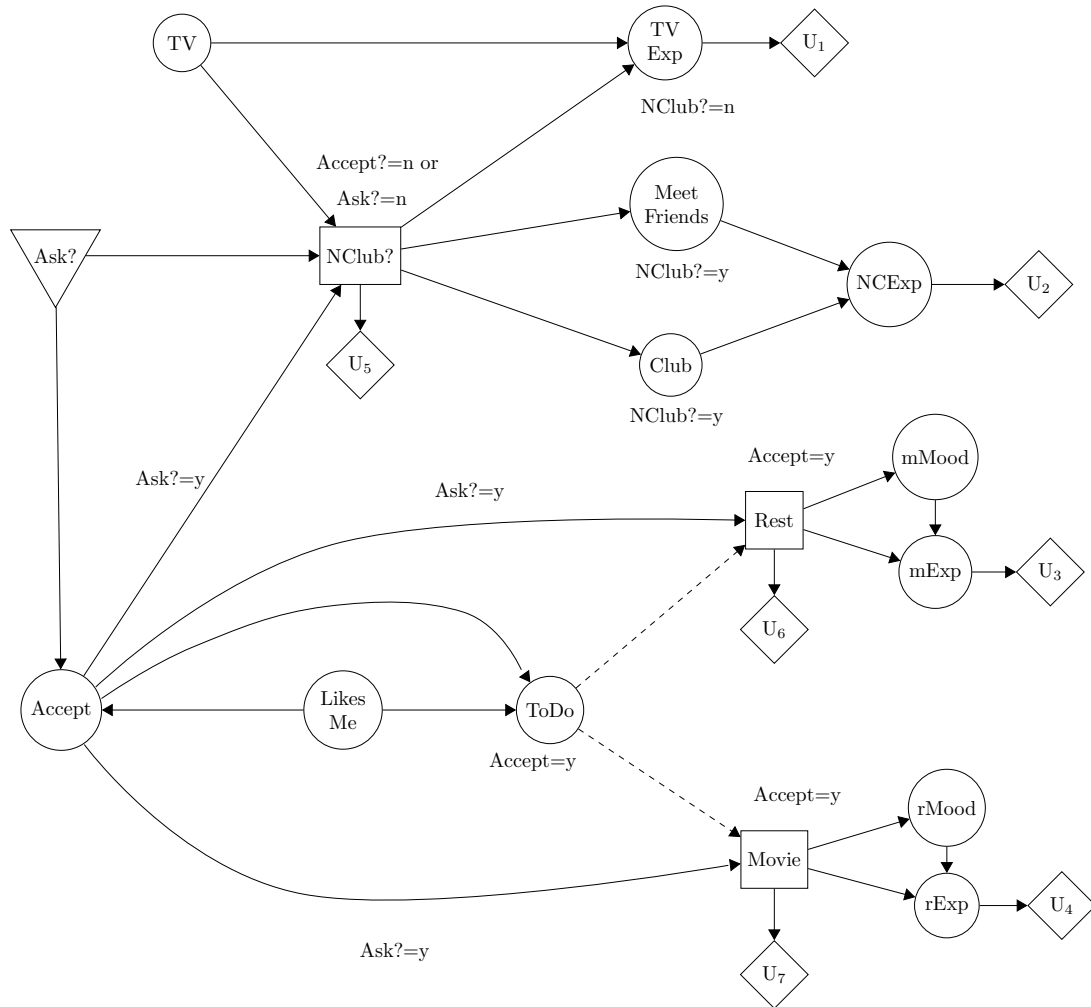 TV
TV
Exp
U1
NClub?=n
Accept?=n or
Ask?=n
Meet
Friends
Ask?
NClub?
NClub?=y
NCExp
U2
U5
Club
NClub?=y
Accept=y
mMood
Ask?=y
Ask?=y
Rest
mExp
U3
U6
Accept
Likes
Me
ToDo
Accept=y
Accept=y
rMood
Movie
rExp
U4
Ask?=y
U7